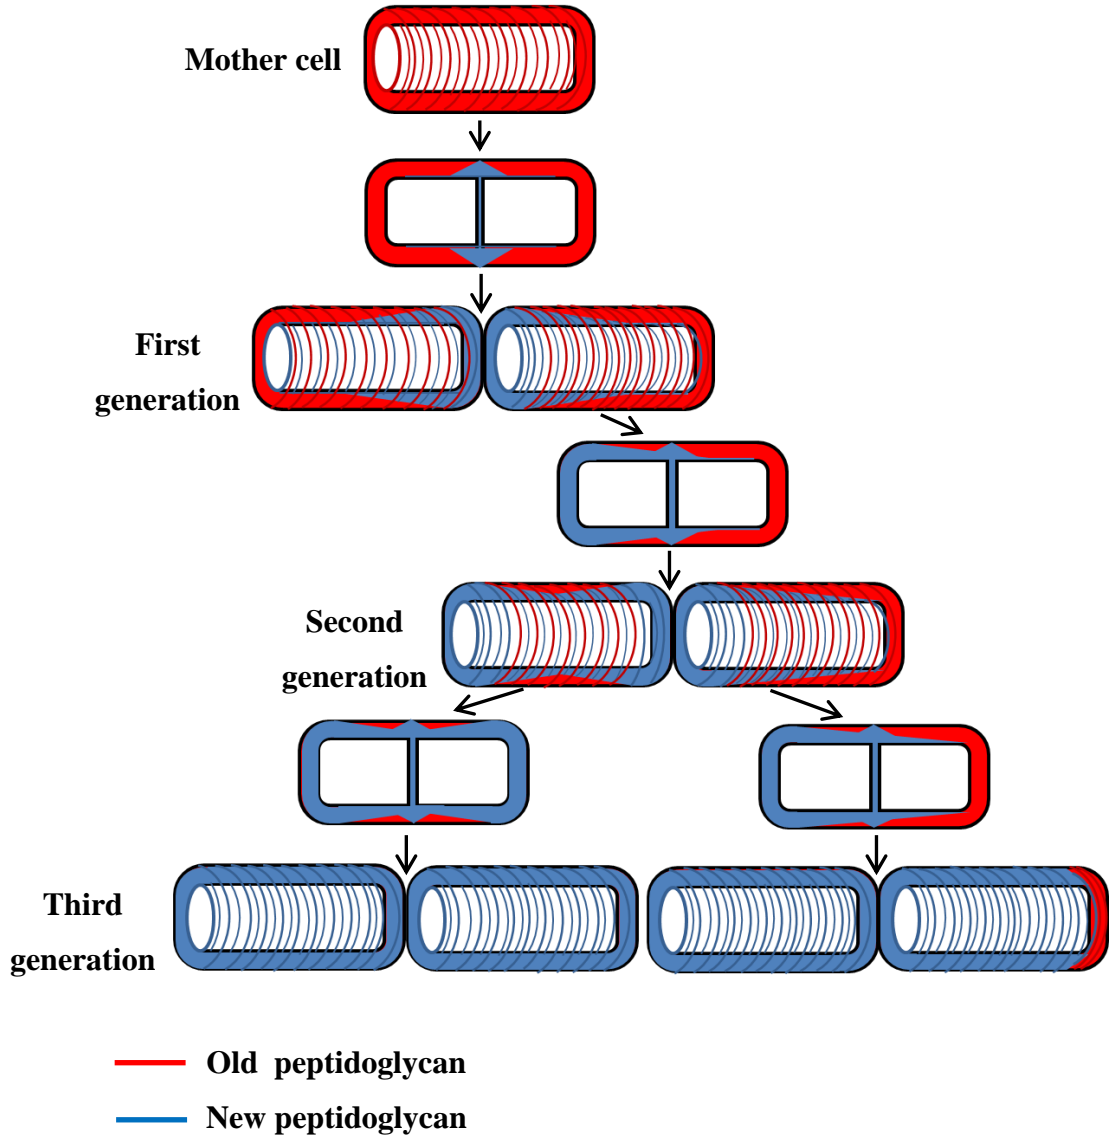 Mother cell
First
generation
Second
generation
Third
generation
Old peptidoglycan
New peptidoglycan